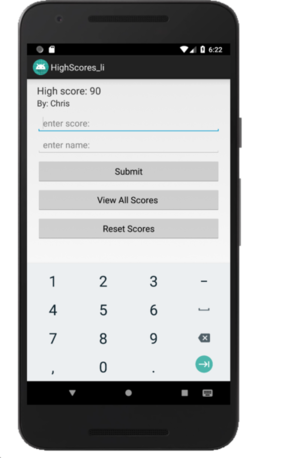 6:22
HighScores_li
High score: 90
By: Chris
enter score:
enter name:
Submit
View All Scores
Reset Scores
1 2 3 -
4 5 6
7 8 9
, 0 .